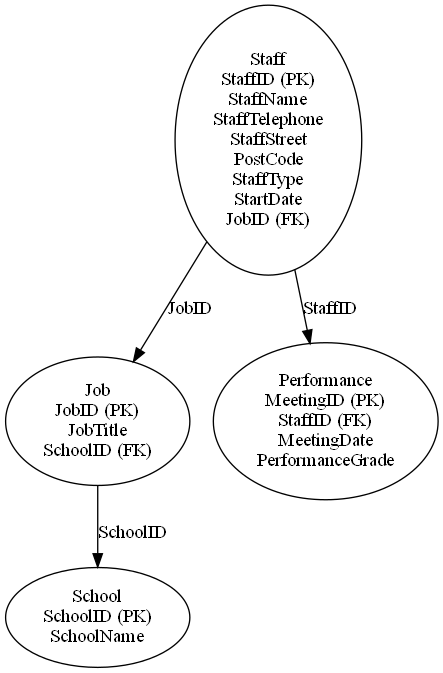 Staff
StaffID (PK)
StaffName
StaffTelephone
StaffStreet
PostCode
StaffType
StartDate
JobID (FK)
JobID
StaffID
Job
JobID (PK)
JobTitle
SchoolID (FK)
Performance
MeetingID (PK)
StaffID (FK)
MeetingDate
PerformanceGrade
SchoolID
School
SchoolID (PK)
SchoolName